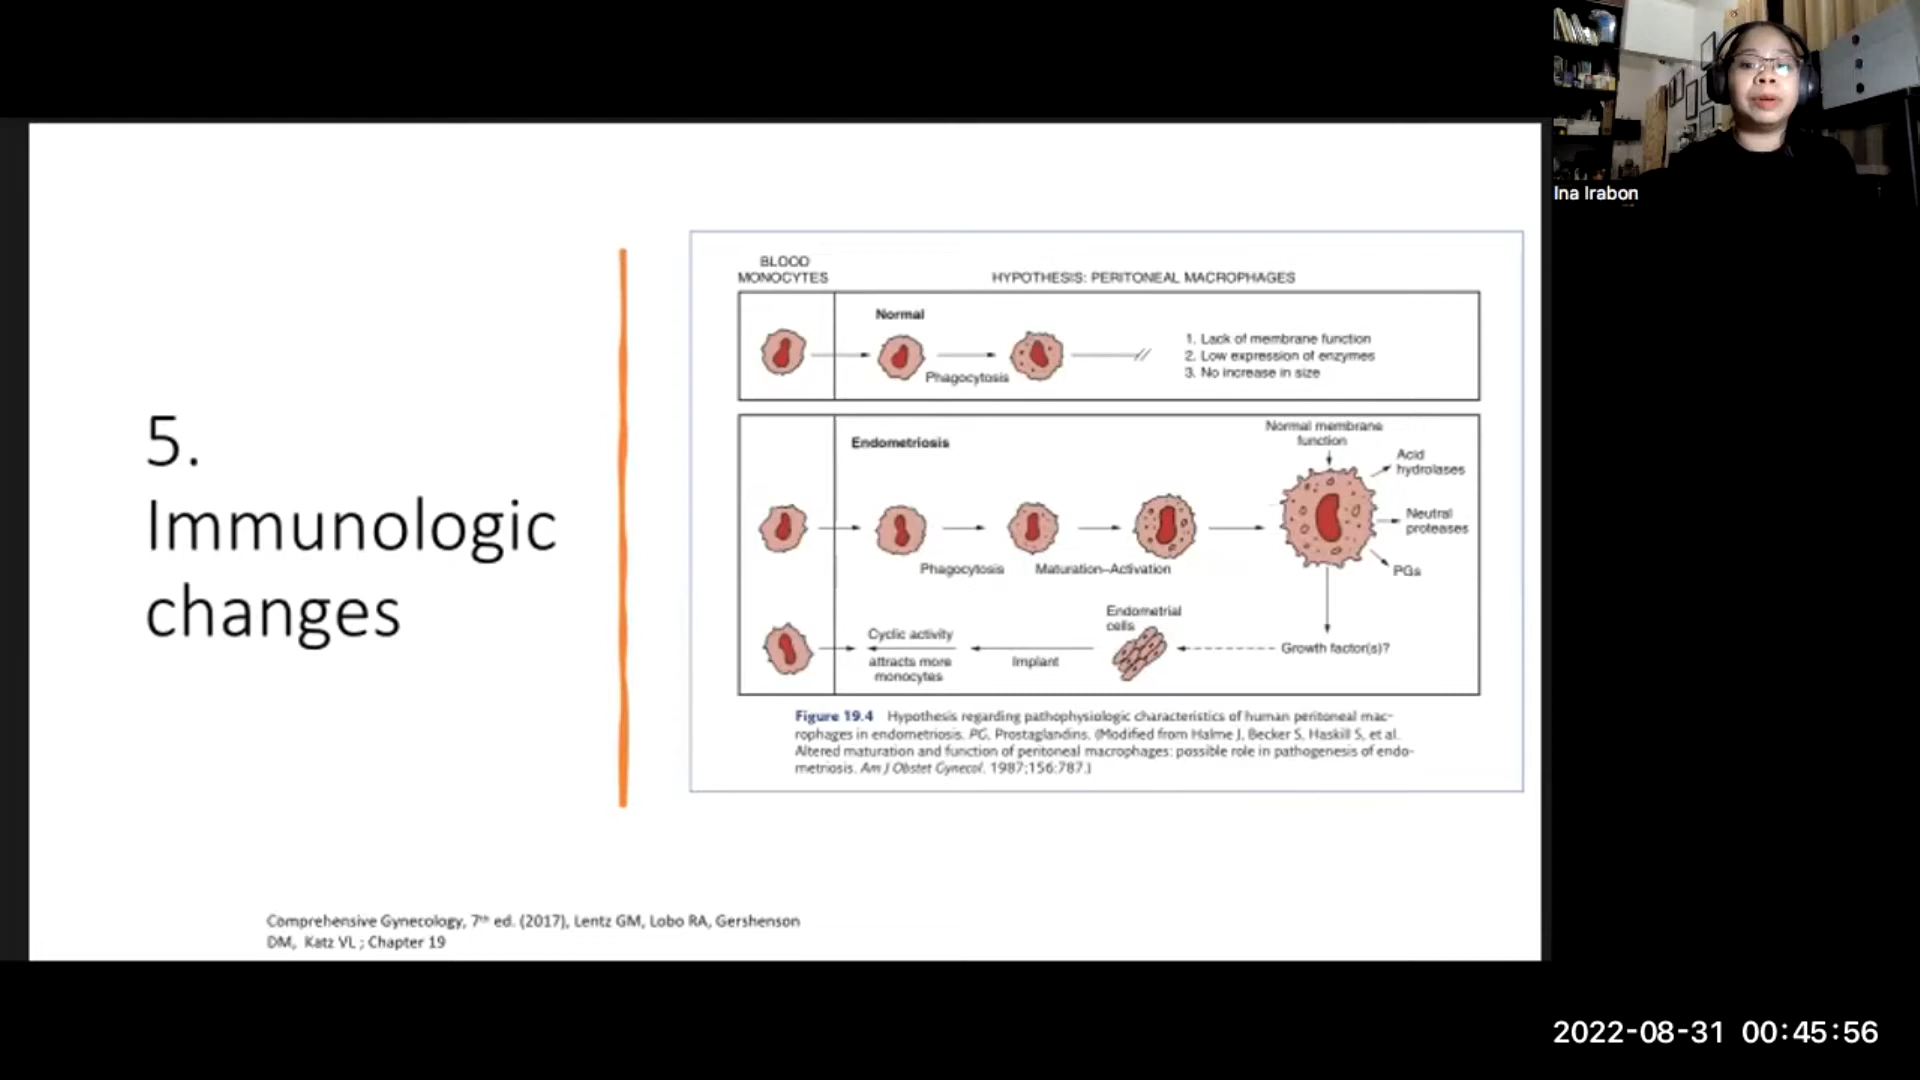 Ina Irabon
5.
Immunologic
changes
BLOOD
MONOCYTES
HYPOTHESIS: PERITONEAL MACROPHAGES
Normal
Phagocytosis
1. Lack of membrane function
2. Low expression of enzymes
3. No increase in size
Endometriosis
Normal membrane
function
Acid
hydrolases
Neutral
proteases
PGs
Phagocytosis
Maturation–Activation
Endometrial
cells
Growth factor(s)?
Implant
Cyclic activity
attracts more
monocytes
Figure 19.4 Hypothesis regarding pathophysiologic characteristics of human peritoneal mac-
rophages in endometriosis. PG, Prostaglandins. (Modified from Halme J, Becker S, Haskill S, et al.
Altered maturation and function of peritoneal macrophages: possible role in pathogenesis of endo-
metriosis. Am J Obstet Gynecol. 1987;156:787.)
Comprehensive Gynecology, 7th ed. (2017), Lentz GM, Lobo RA, Gershenson
DM, Katz VL ; Chapter 19
2022-08-31 00:45:56